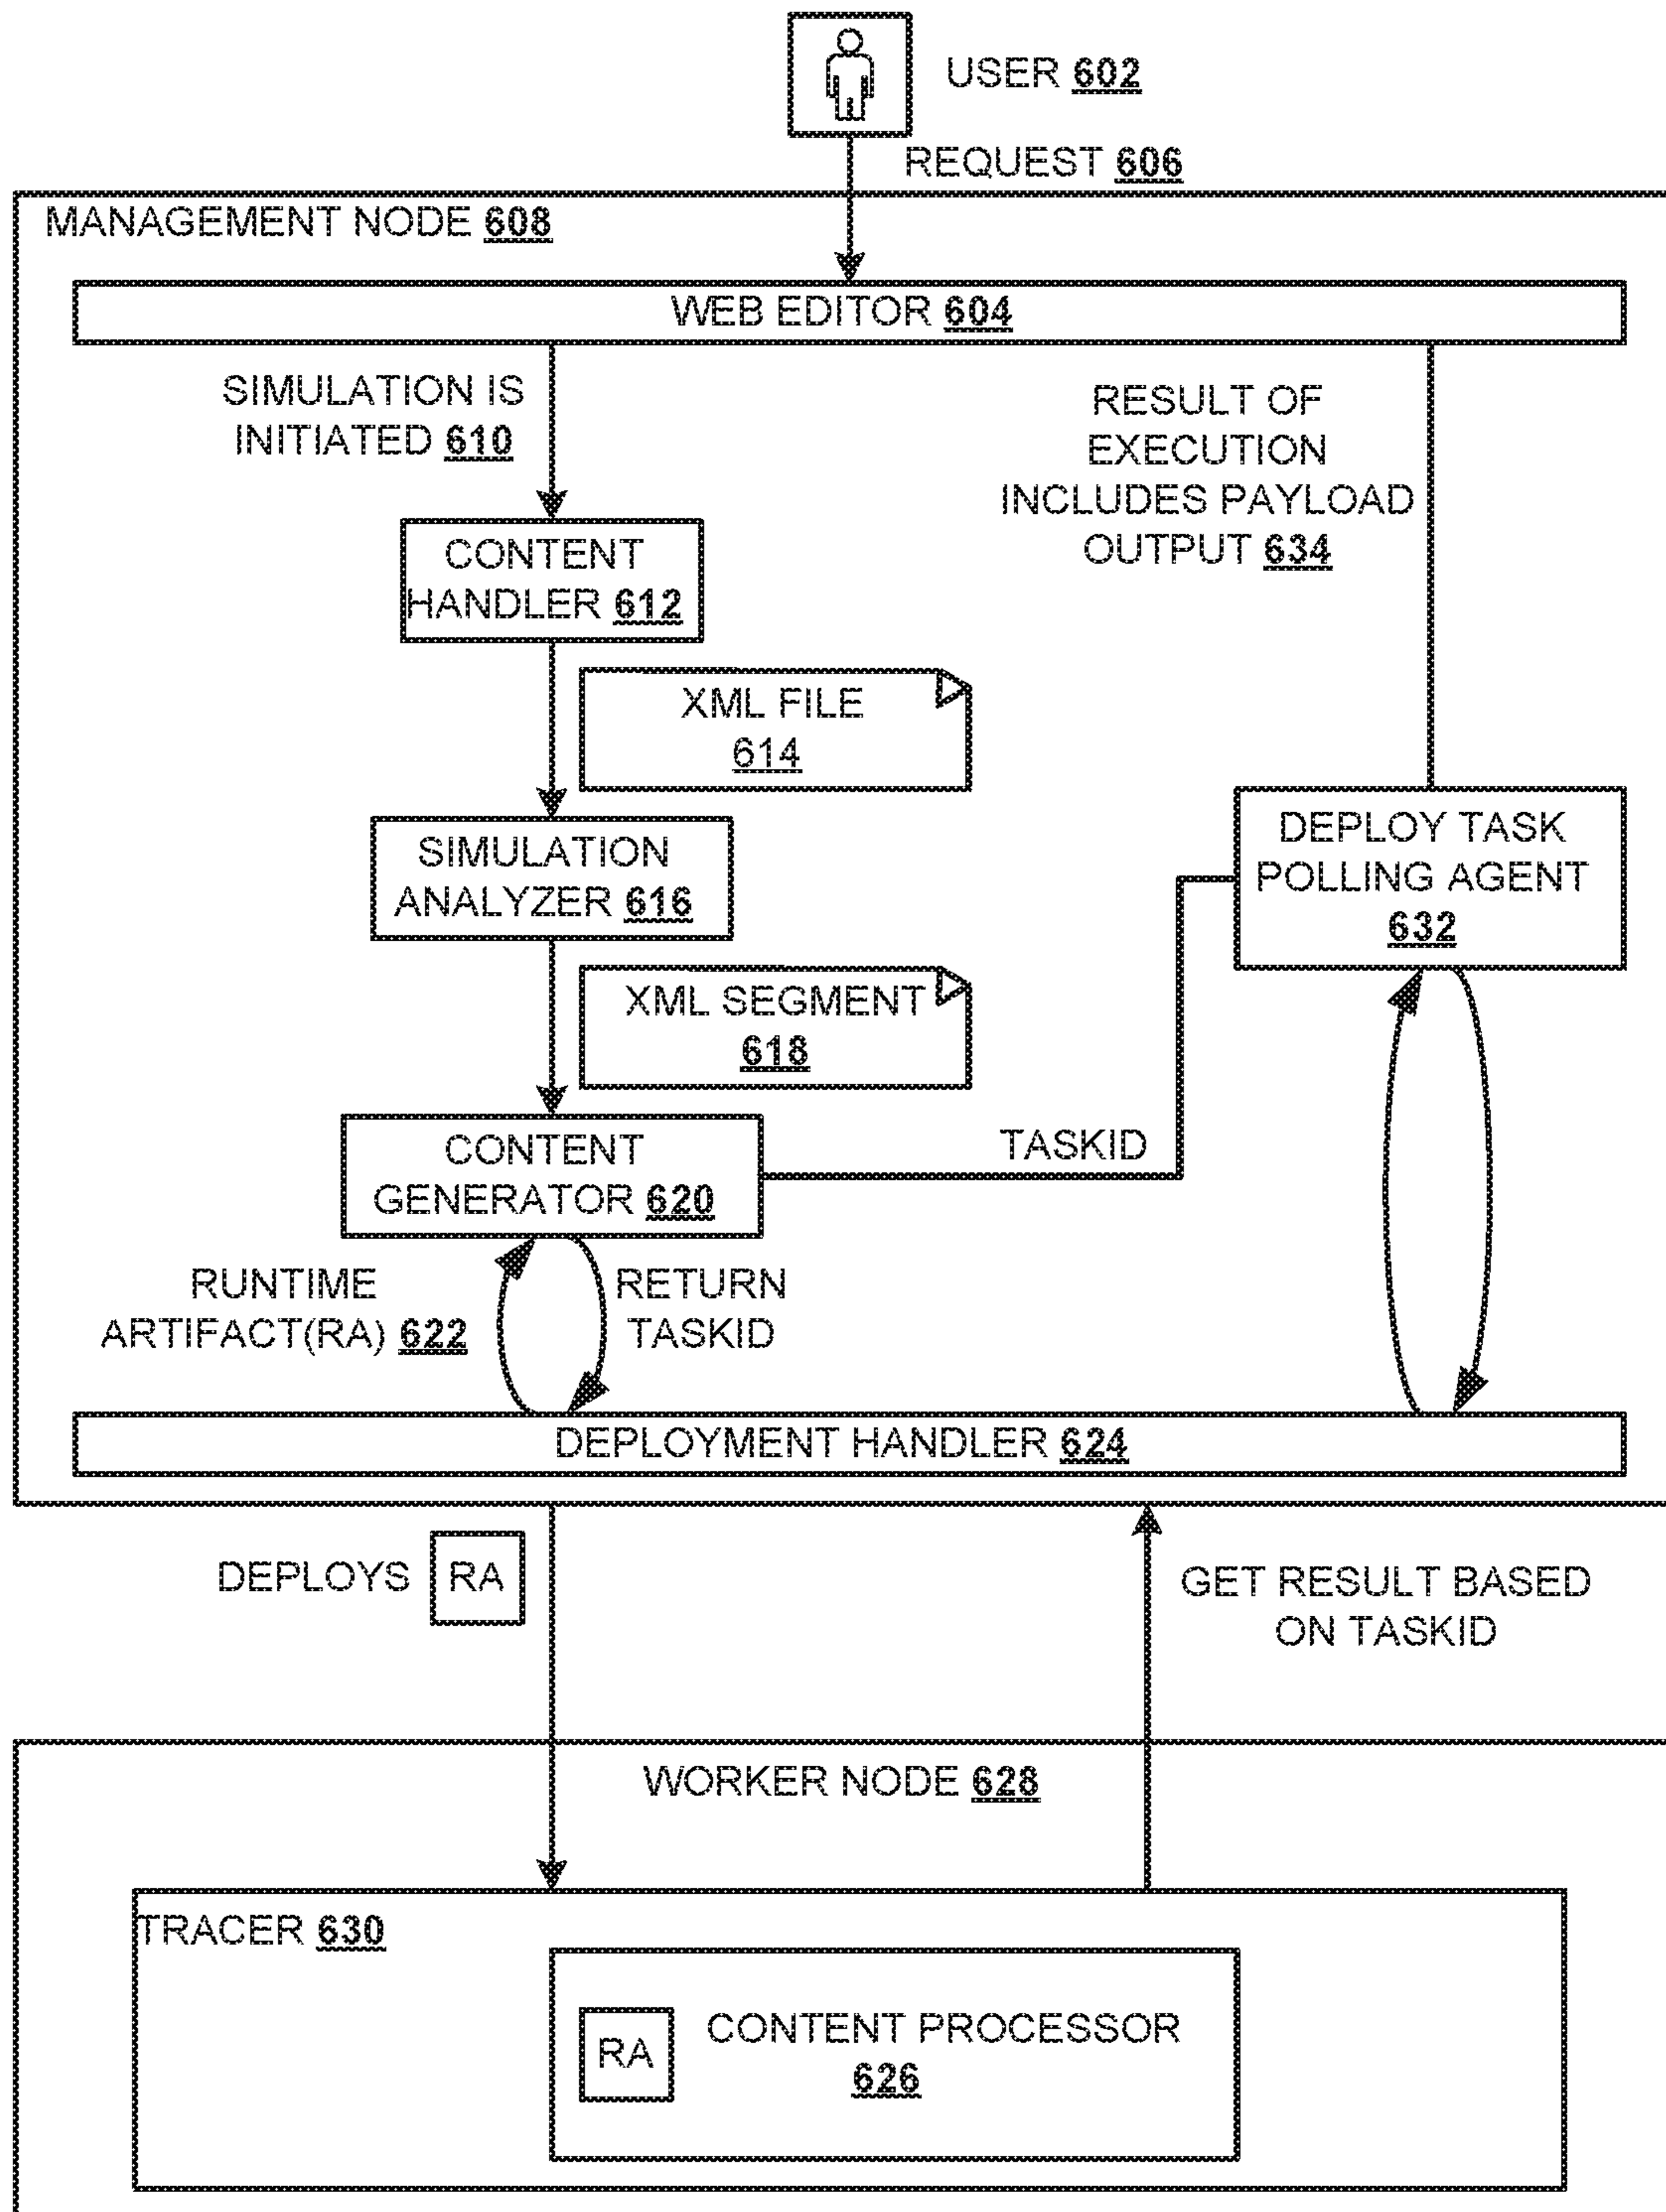 USER 602
REQUEST 606
MANAGEMENT NODE 608
WEB EDITOR 604
SIMULATION IS
INITIATED 610
RESULT OF
EXECUTION
INCLUDES PAYLOAD
OUTPUT 634
CONTENT
HANDLER 612
XML FILE
614
SIMULATION
ANALYZER 616
DEPLOY TASK
POLLING AGENT
632
XML SEGMENT
618
CONTENT
GENERATOR 620
TASKID
RUNTIME
ARTIFACT(RA) 622
RETURN
TASKID
DEPLOYMENT HANDLER 624
DEPLOYS RA
GET RESULT BASED
ON TASKID
WORKER NODE 628
TRACER 630
RA
CONTENT PROCESSOR
626